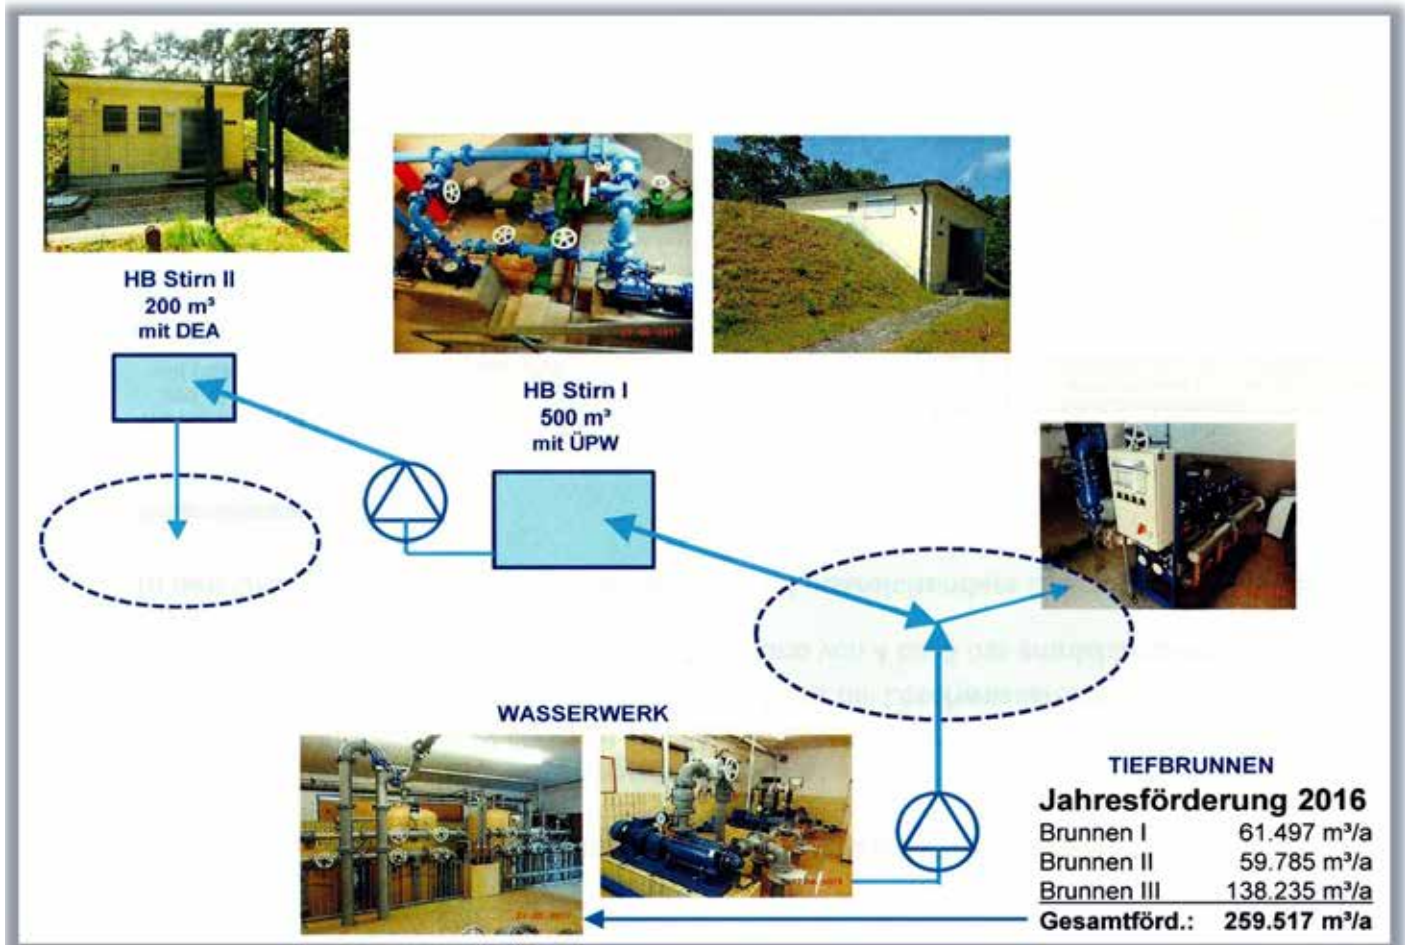 HB Stirn II
200 m³
mit DEA
HB Stirn I
500 m³
mit ÜPW
WASSERWERK
TIEFBRUNNEN
Jahresförderung 2016
Brunnen I 61.497 m³/a
Brunnen II 59.785 m³/a
Brunnen III 138.235 m³/a
Gesamtförd.: 259.517 m³/a